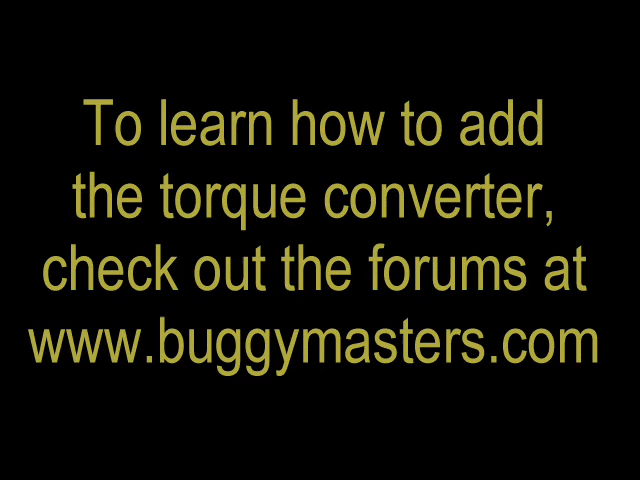 To learn how to add
the torque converter,
check out the forums at
www.buggymasters.com